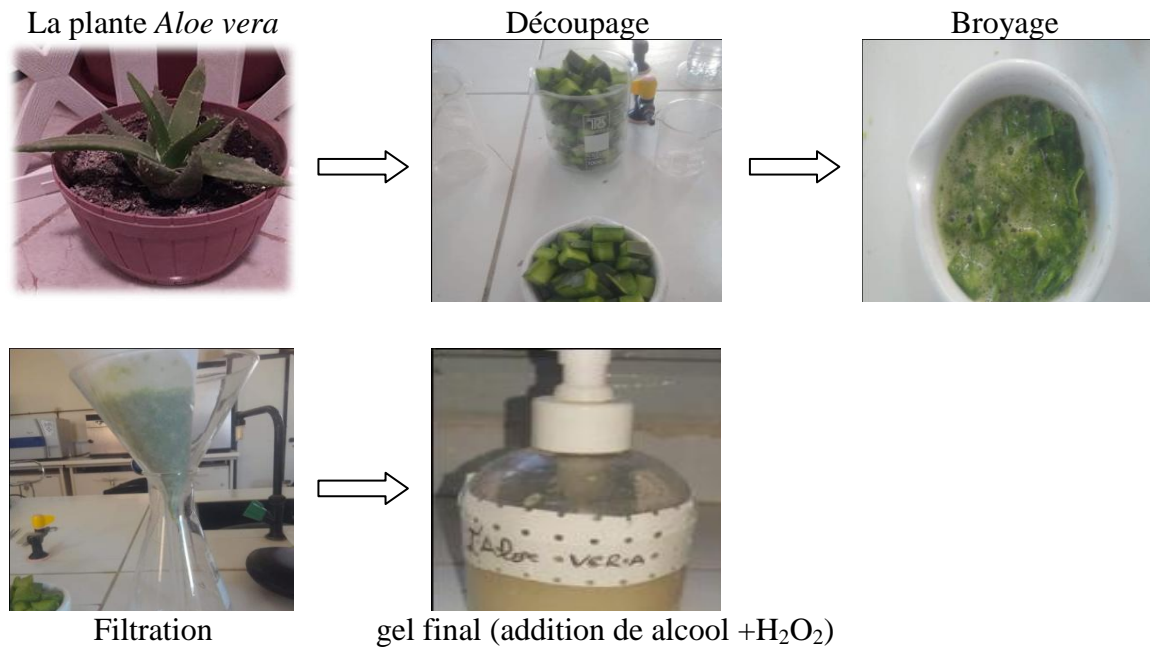 La plante Aloe vera
Découpage
Broyage
l'Aloe VERA
Filtration
gel final (addition de alcool +H₂O₂)